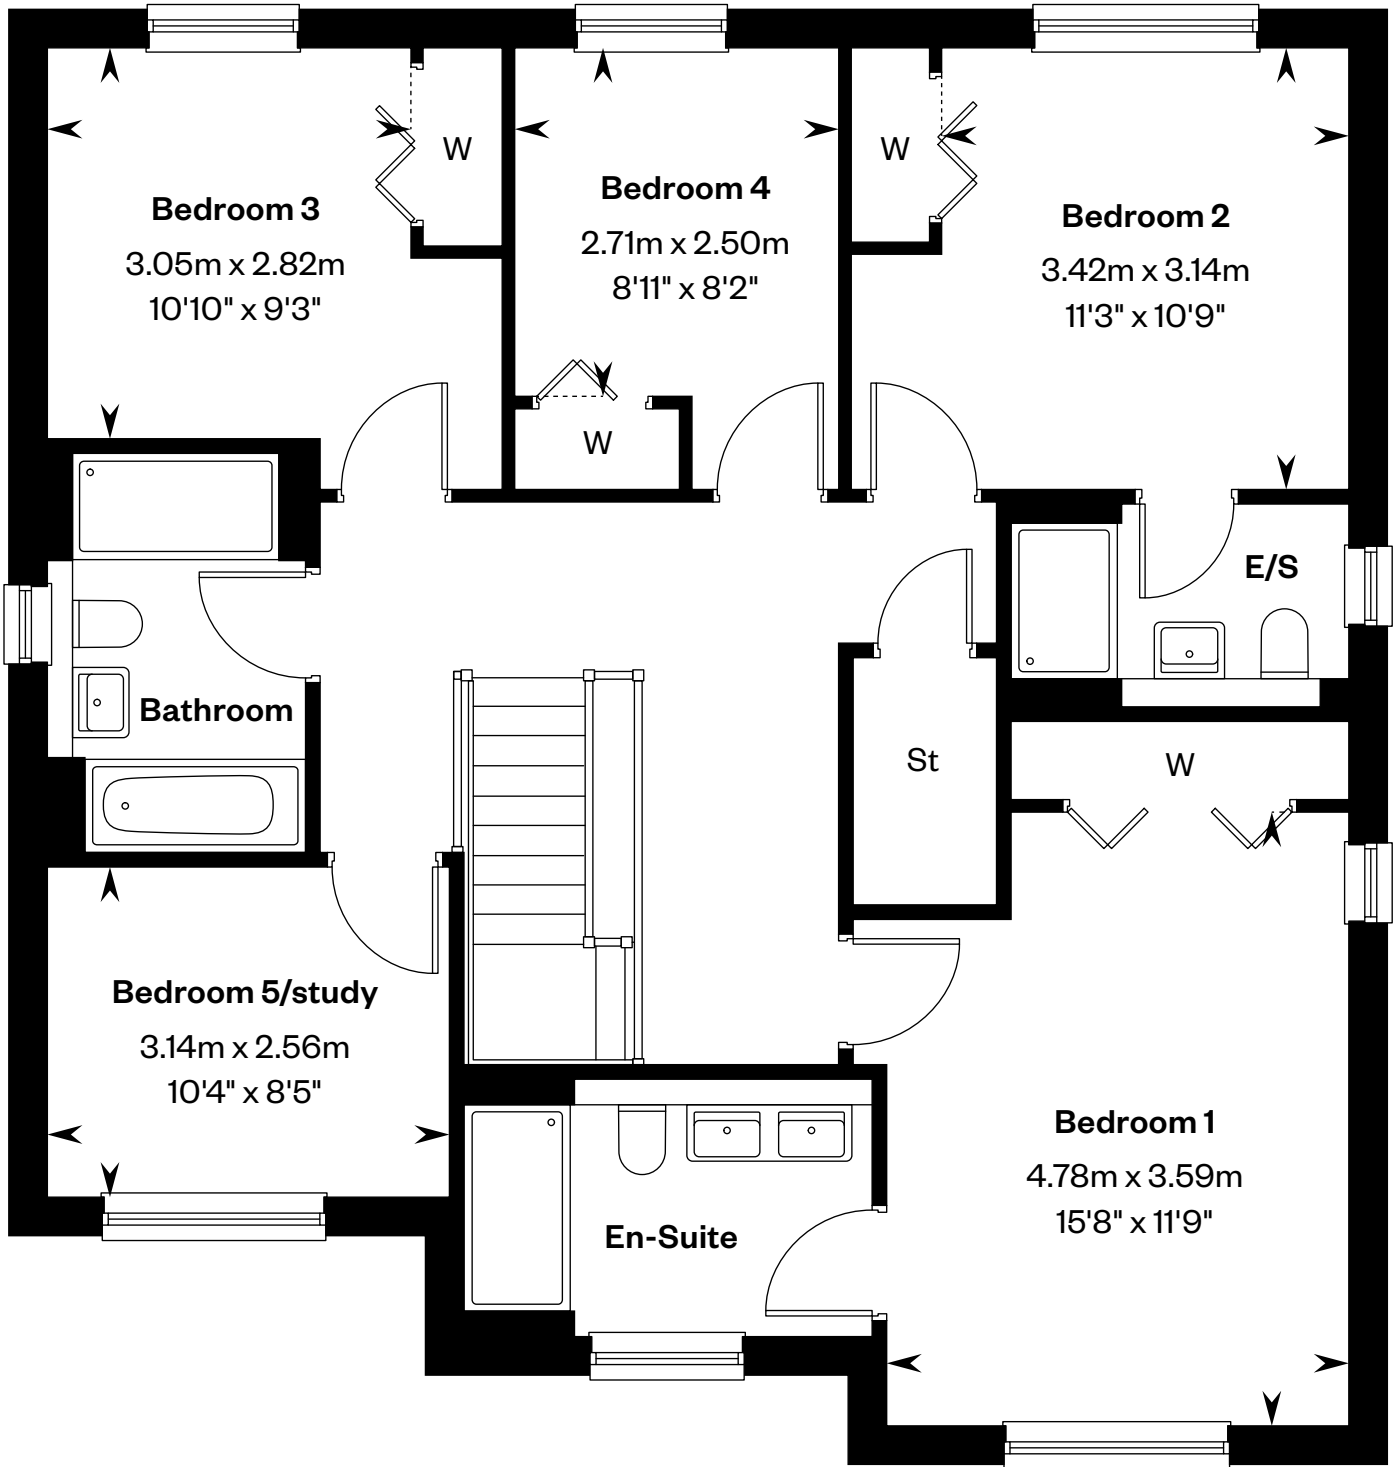 W
Bedroom 3
3.05m x 2.82m
10'10" x 9'3"
Bedroom 4
2.71m x 2.50m
8'11" x 8'2"
W
W
Bedroom 2
3.42m x 3.14m
11'3" x 10'9"
E/S
Bathroom
St
W
Bedroom 5/study
3.14m x 2.56m
10'4" x 8'5"
En-Suite
Bedroom 1
4.78m x 3.59m
15'8" x 11'9"